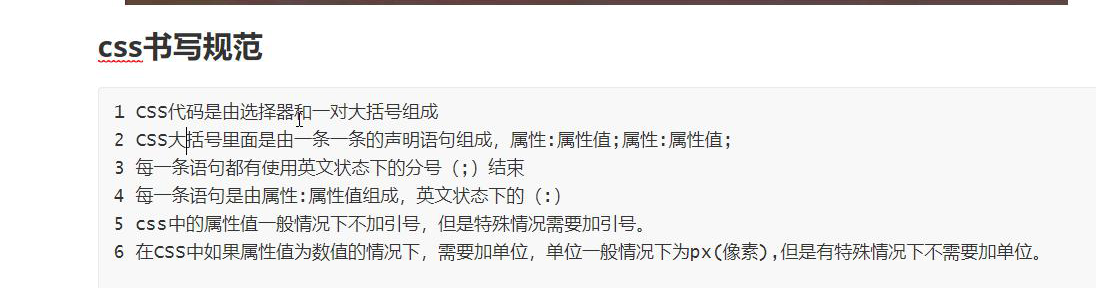 css书写规范
1 CSS代码是由选择器和一对大括号组成
2 CSS大括号里面是由一条一条的声明语句组成，属性:属性值;属性:属性值;
3 每一条语句都有使用英文状态下的分号（;）结束
4 每一条语句是由属性:属性值组成，英文状态下的（:）
5 css中的属性值一般情况下不加引号，但是特殊情况需要加引号。
6 在CSS中如果属性值为数值的情况下，需要加单位，单位一般情况下为px(像素),但是有特殊情况下不需要加单位。